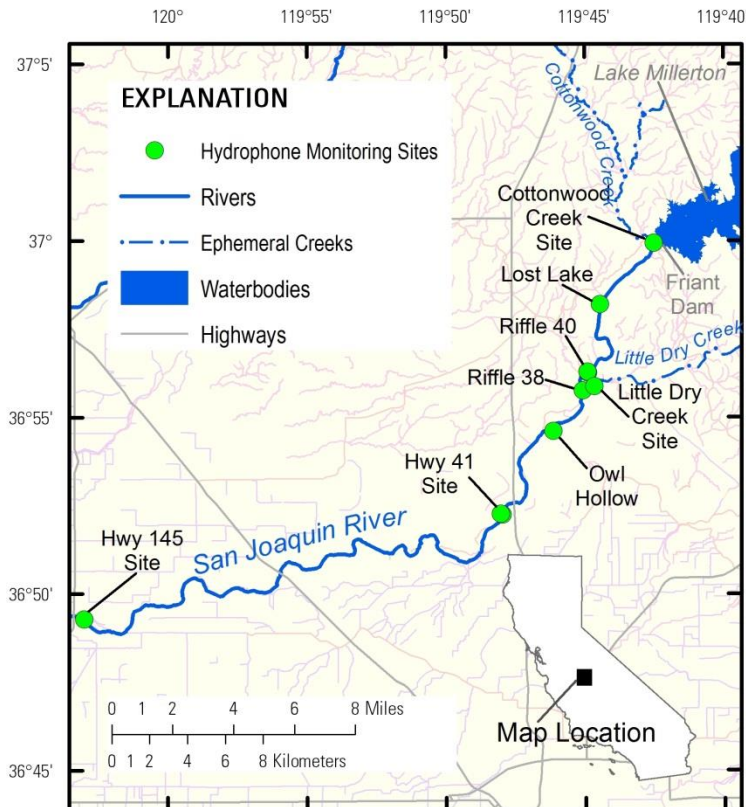 120°
119°55'
119°50'
119°45'
119°40'
37°5'
37°
36°55'
36°50'
36°45'
EXPLANATION
Hydrophone Monitoring Sites
Rivers
Ephemeral Creeks
Waterbodies
Highways
Cottonwood Creek
Lake Millerton
Cottonwood
Creek
Site
Friant
Dam
Lost Lake
Riffle 40
Little Dry Creek
Riffle 38
Little Dry
Creek
Site
Owl
Hollow
Hwy 41
Site
San Joaquin River
Hwy 145
Site
Map Location
0 1 2 4 6 8 Miles
0 1 2 4 6 8 Kilometers